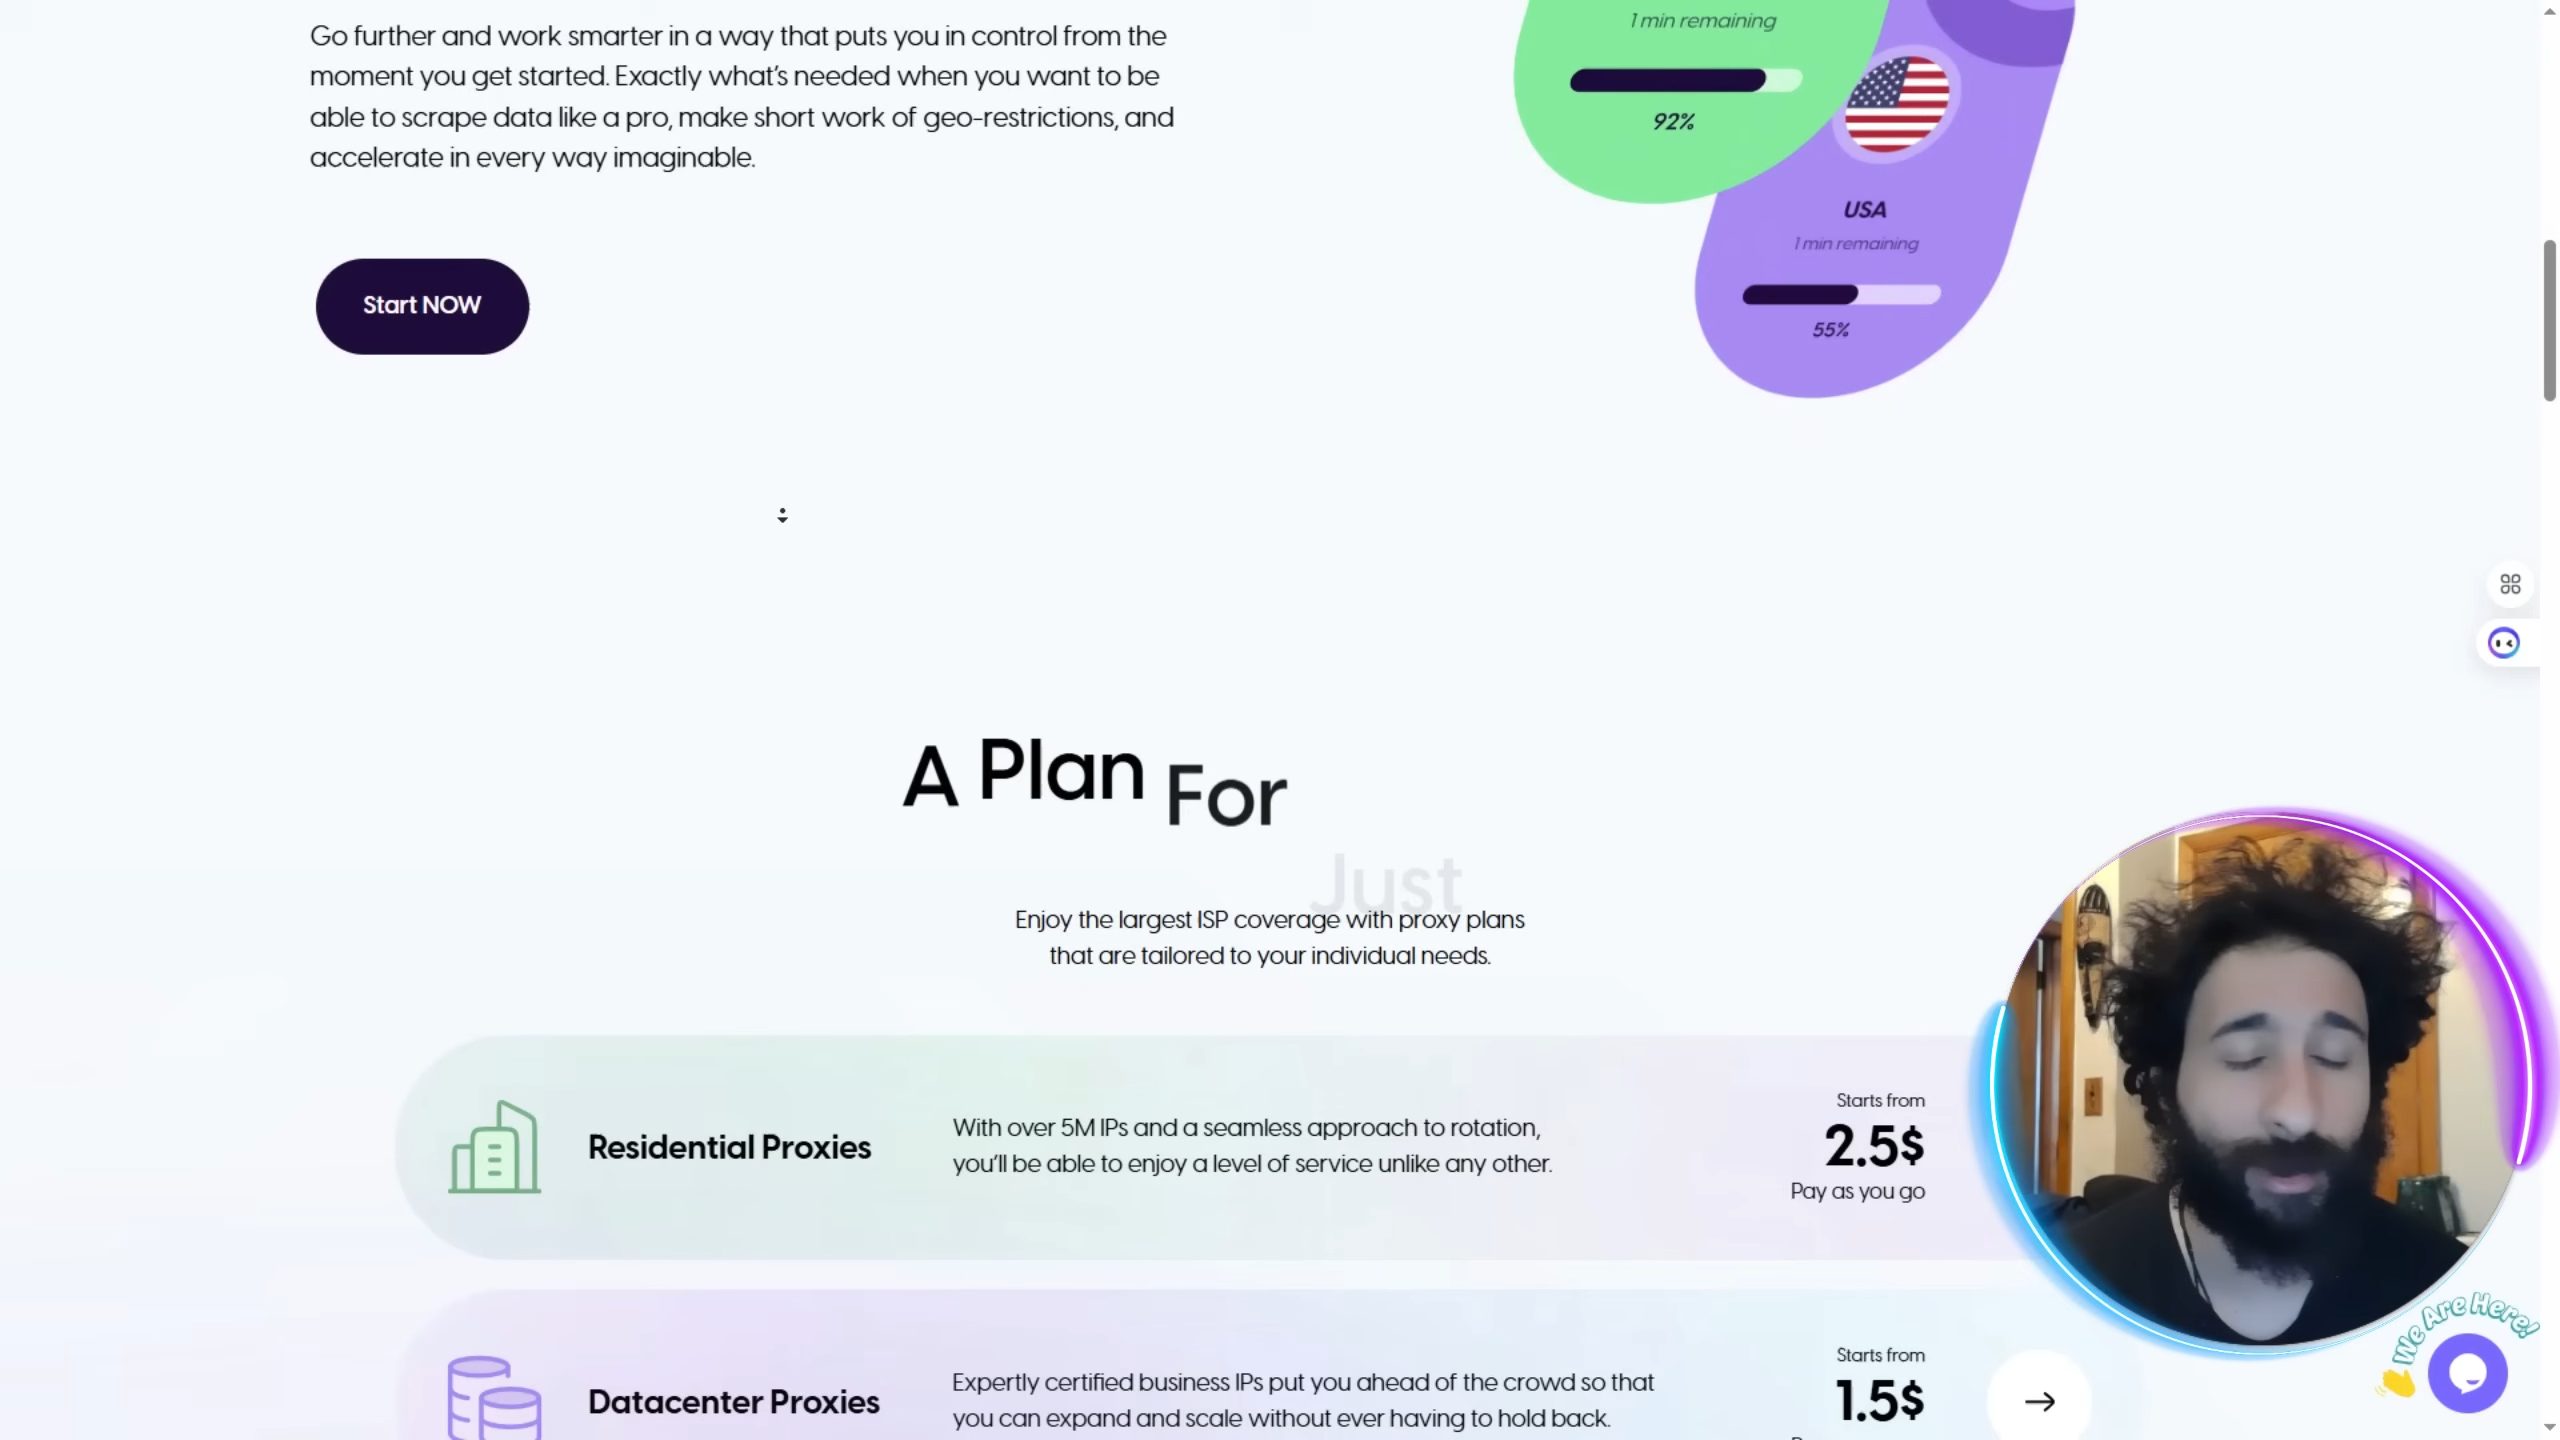 Go further and work smarter in a way that puts you in control from the
moment you get started. Exactly what's needed when you want to be
able to scrape data like a pro, make short work of geo-restrictions, and
accelerate in every way imaginable.
Start NOW
1 min remaining
92%
USA
1 min remaining
55%
A Plan For
Just
Enjoy the largest ISP coverage with proxy plans
that are tailored to your individual needs.
Residential Proxies
With over 5M IPs and a seamless approach to rotation,
you'll be able to enjoy a level of service unlike any other.
Starts from
2.5$
Pay as you go
Datacenter Proxies
Expertly certified business IPs put you ahead of the crowd so that
you can expand and scale without ever having to hold back.
Starts from
1.5$
We Are Here!